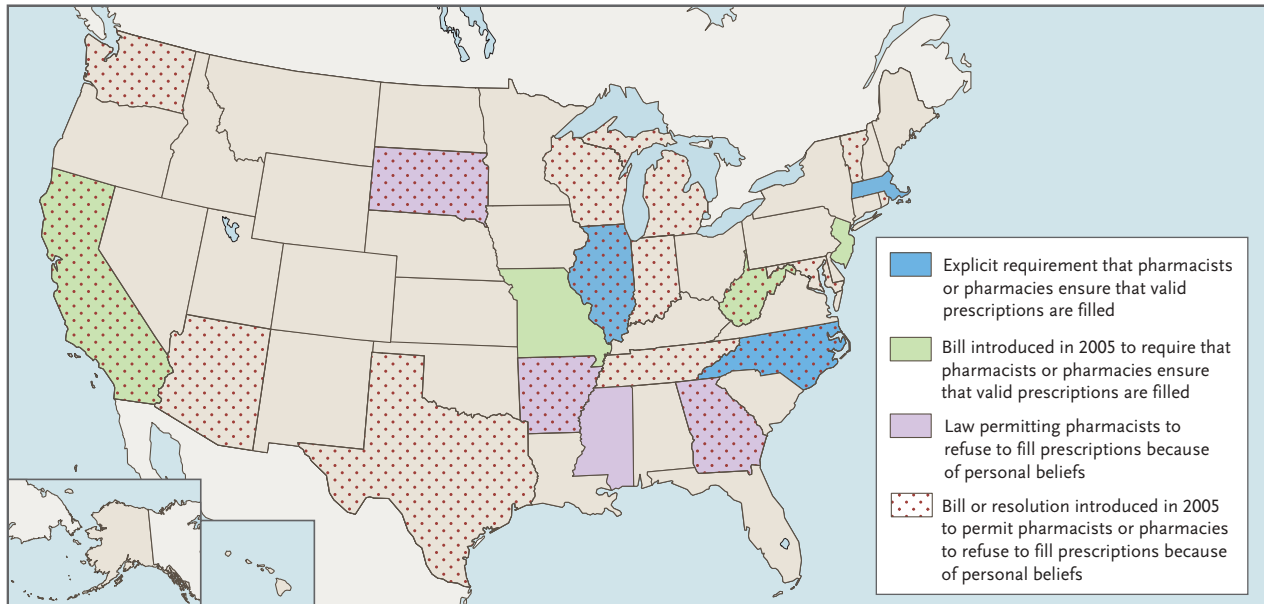 Explicit requirement that pharmacists
or pharmacies ensure that valid
prescriptions are filled
Bill introduced in 2005 to require that
pharmacists or pharmacies ensure
that valid prescriptions are filled
Law permitting pharmacists to
refuse to fill prescriptions because
of personal beliefs
Bill or resolution introduced in 2005
to permit pharmacists or pharmacies
to refuse to fill prescriptions because
of personal beliefs